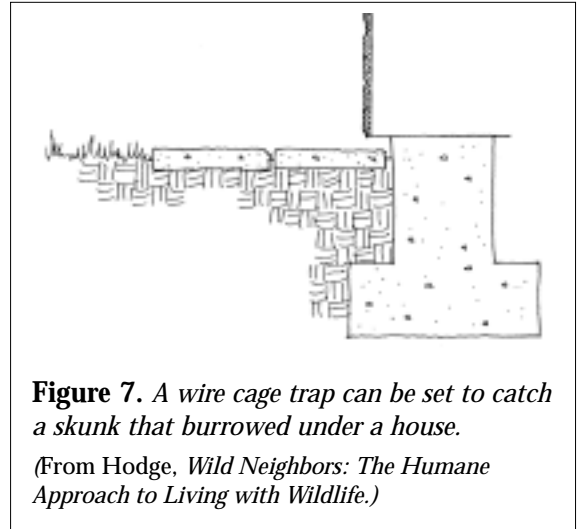 Figure 7. A wire cage trap can be set to catch
a skunk that burrowed under a house.
(From Hodge, Wild Neighbors: The Humane
Approach to Living with Wildlife.)